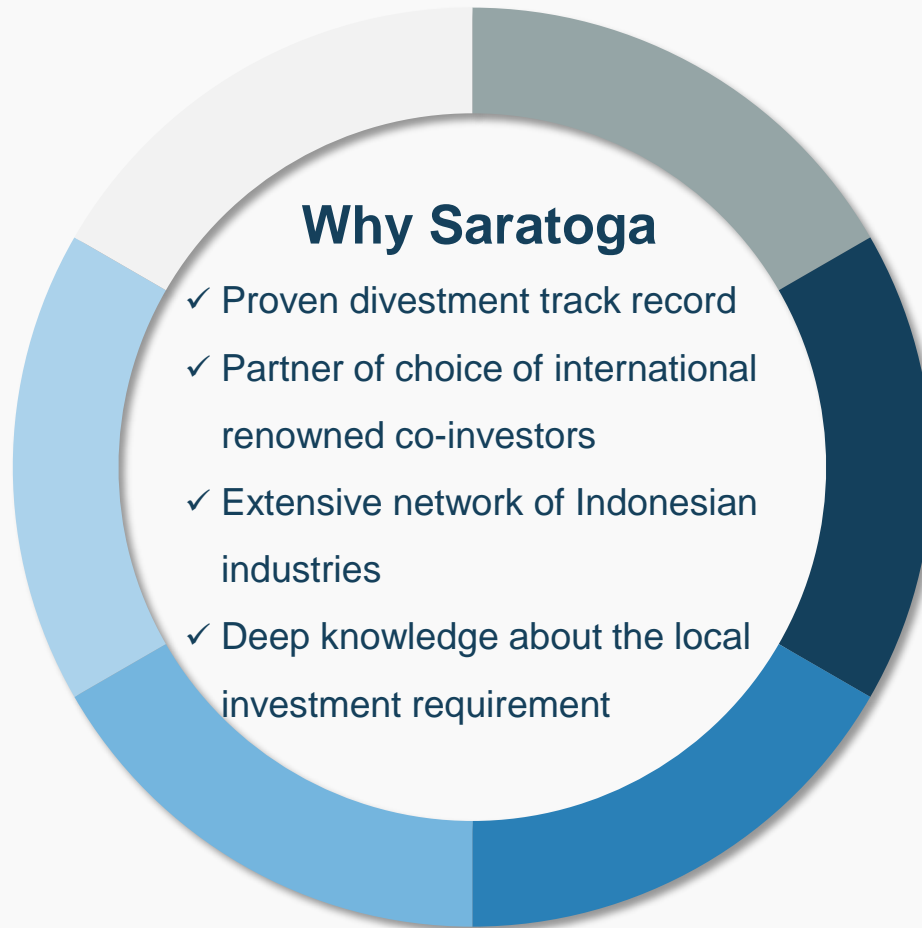 Why Saratoga
✓ Proven divestment track record
✓ Partner of choice of international
renowned co-investors
✓ Extensive network of Indonesian
industries
✓ Deep knowledge about the local
investment requirement